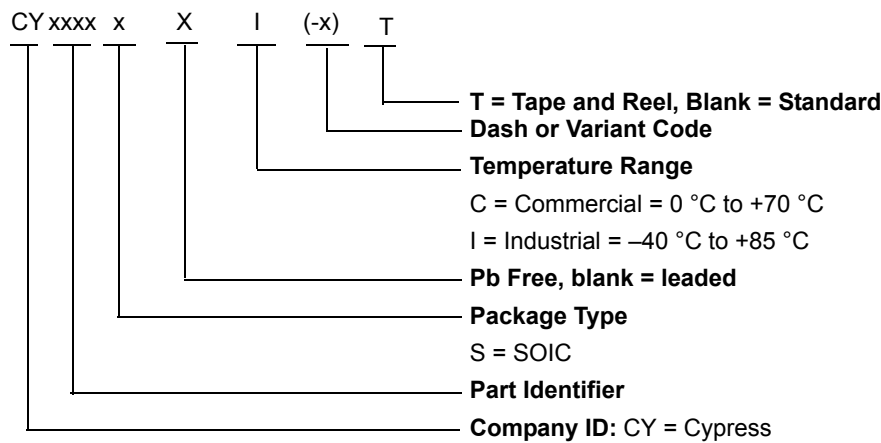 CY xxxx x X I (-x) T
T = Tape and Reel, Blank = Standard
Dash or Variant Code
Temperature Range
C = Commercial = 0 °C to +70 °C
I = Industrial = –40 °C to +85 °C
Pb Free, blank = leaded
Package Type
S = SOIC
Part Identifier
Company ID: CY = Cypress